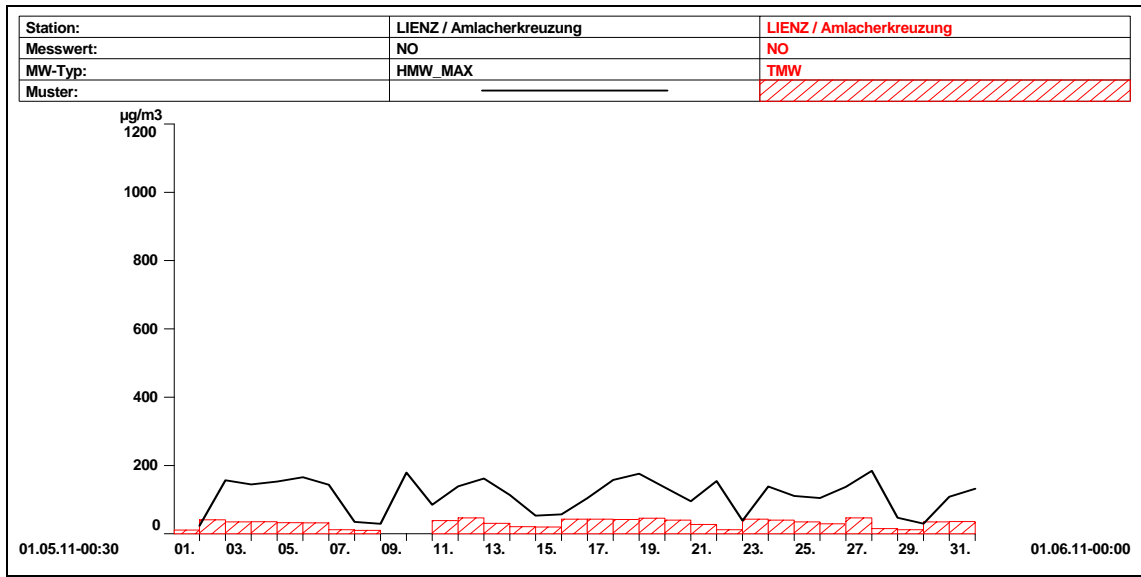 Station: LIENZ / Amlacherkreuzung LIENZ / Amlacherkreuzung
Messwert: NO NO
MW-Typ: HMW_MAX TMW
Muster:
µg/m3
1200
1000
800
600
400
200
0
01.05.11-00:30 01. 03. 05. 07. 09. 11. 13. 15. 17. 19. 21. 23. 25. 27. 29. 31. 01.06.11-00:00